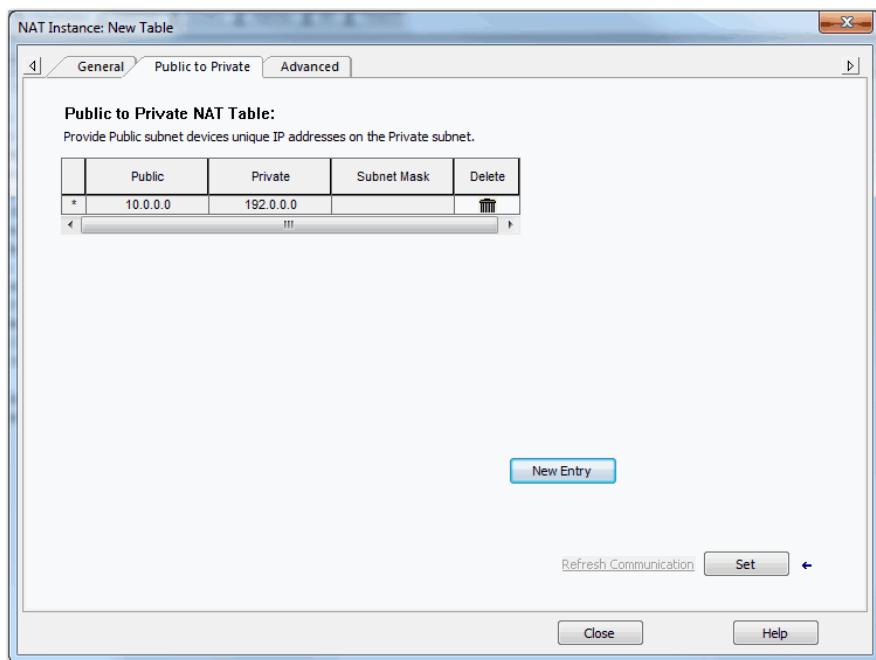 NAT Instance: New Table
General Public to Private Advanced
Public to Private NAT Table:
Provide Public subnet devices unique IP addresses on the Private subnet.
Public Private Subnet Mask Delete
* 10.0.0.0 192.0.0.0
New Entry
Refresh Communication Set
Close Help